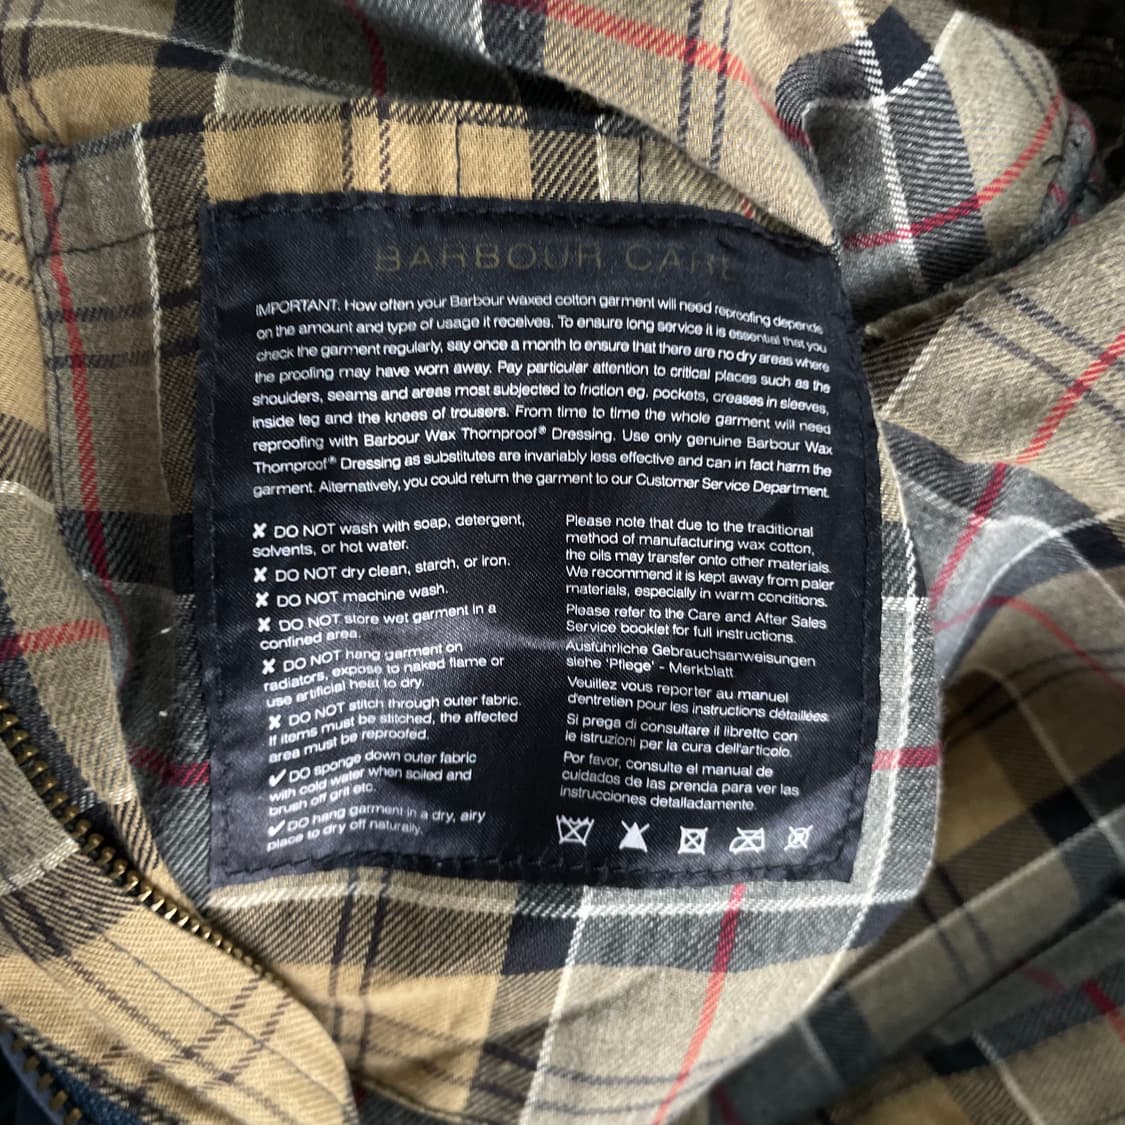 BARBOUR CARE
IMPORTANT: How often your Barbour waxed cotton garment will need reproofing depends
on the amount and type of usage it receives. To ensure long service it is essential that you
check the garment regularly, say once a month to ensure that there are no dry areas where
the proofing may have worn away. Pay particular attention to critical places such as the
shoulders, seams and areas most subjected to friction eg. pockets, creases in sleeves,
inside leg and the knees of trousers. From time to time the whole garment will need
reproofing with Barbour Wax Thornproof® Dressing. Use only genuine Barbour Wax
Thornproof® Dressing as substitutes are invariably less effective and can in fact harm the
garment. Alternatively, you could return the garment to our Customer Service Department.
✘ DO NOT wash with soap, detergent,
solvents, or hot water.
✘ DO NOT dry clean, starch, or iron.
✘ DO NOT machine wash.
✘ DO NOT store wet garment in a
confined area.
✘ DO NOT hang garment on
radiators, expose to naked flame or
use artificial heat to dry.
✘ DO NOT stitch through outer fabric.
If items must be stitched, the affected
area must be reproofed.
✔ DO sponge down outer fabric
with cold water when soiled and
brush off grit etc.
✔ DO hang garment in a dry, airy
place to dry off naturally.
Please note that due to the traditional
method of manufacturing wax cotton,
the oils may transfer onto other materials.
We recommend it is kept away from paler
materials, especially in warm conditions.
Please refer to the Care and After Sales
Service booklet for full instructions.
Ausführliche Gebrauchsanweisungen
siehe 'Pflege' - Merkblatt
Veuillez vous reporter au manuel
d'entretien pour les instructions détaillées.
Si prega di consultare il libretto con
le istruzioni per la cura dell'articolo.
Por favor, consulte el manual de
cuidados de las prenda para ver las
instrucciones detalladamente.